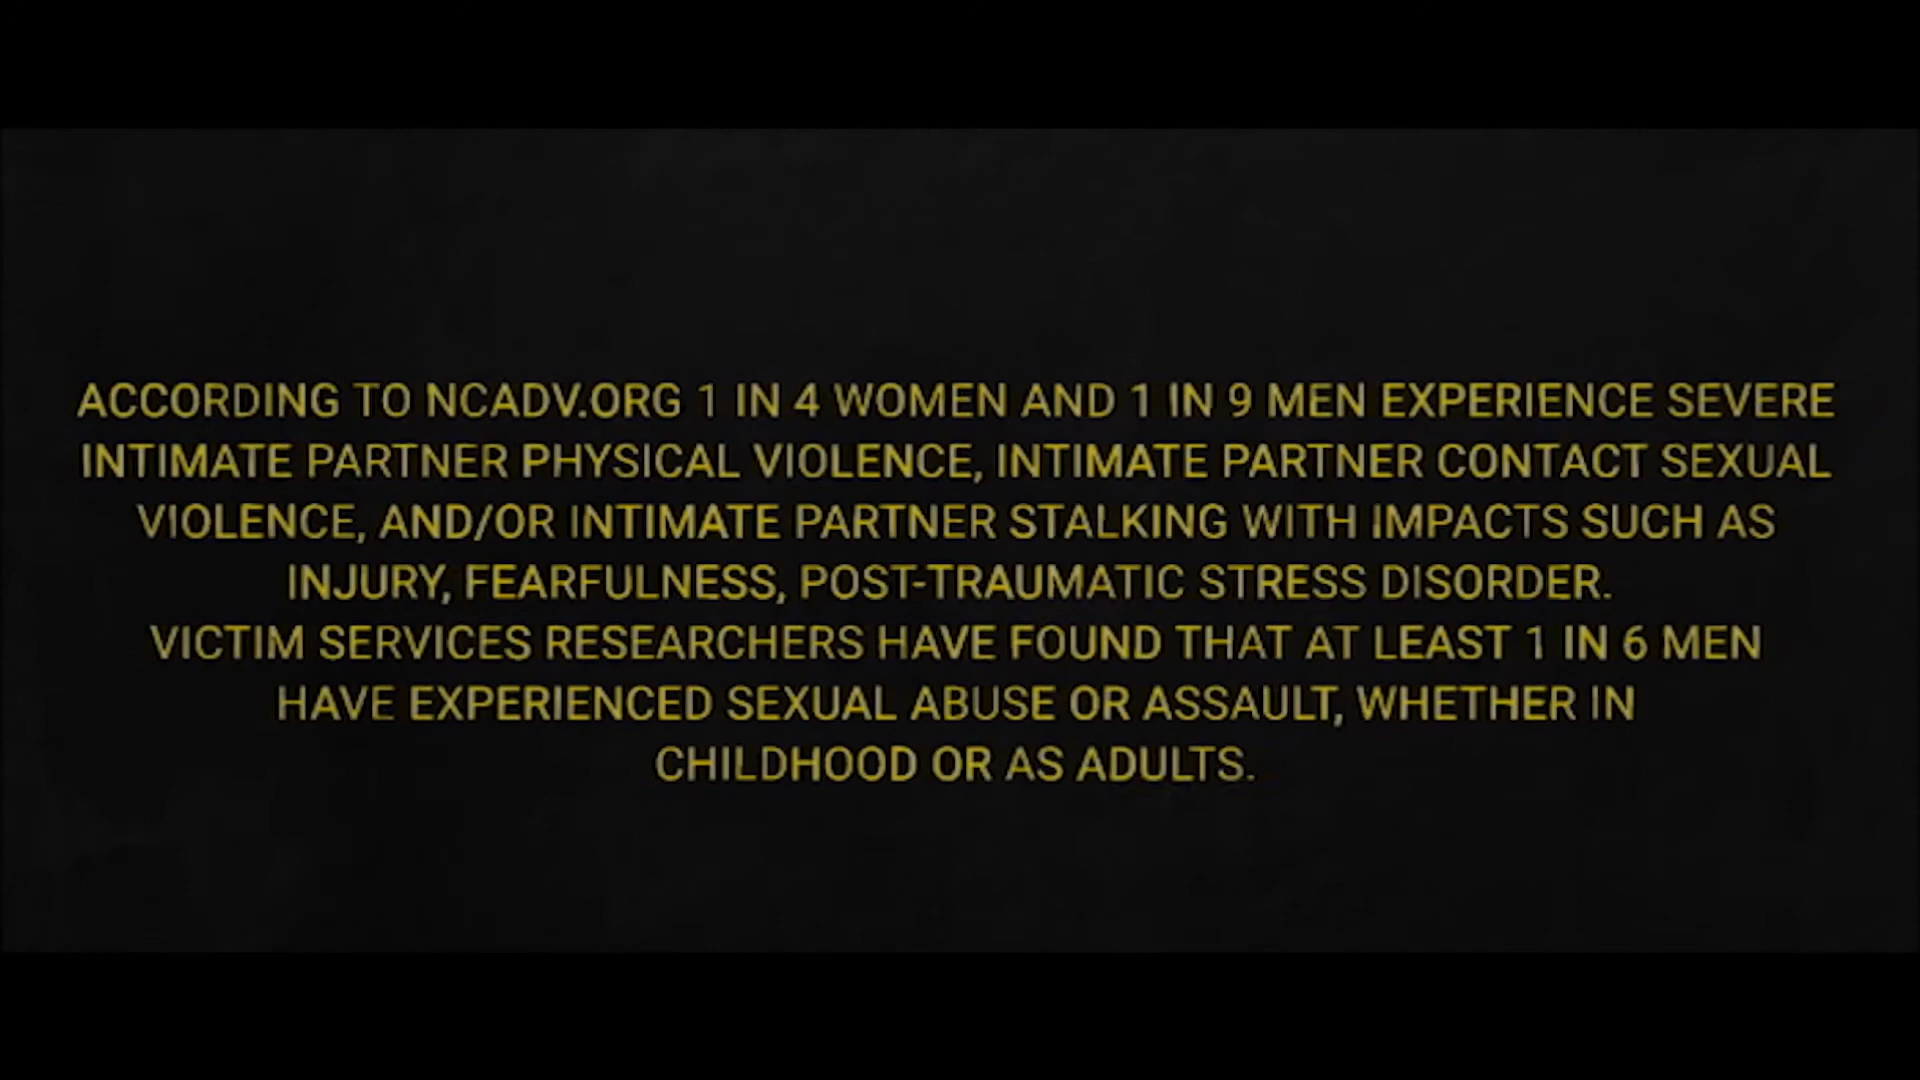 ACCORDING TO NCADV.ORG 1 IN 4 WOMEN AND 1 IN 9 MEN EXPERIENCE SEVERE
INTIMATE PARTNER PHYSICAL VIOLENCE, INTIMATE PARTNER CONTACT SEXUAL
VIOLENCE, AND/OR INTIMATE PARTNER STALKING WITH IMPACTS SUCH AS
INJURY, FEARFULNESS, POST-TRAUMATIC STRESS DISORDER.
VICTIM SERVICES RESEARCHERS HAVE FOUND THAT AT LEAST 1 IN 6 MEN
HAVE EXPERIENCED SEXUAL ABUSE OR ASSAULT, WHETHER IN
CHILDHOOD OR AS ADULTS.